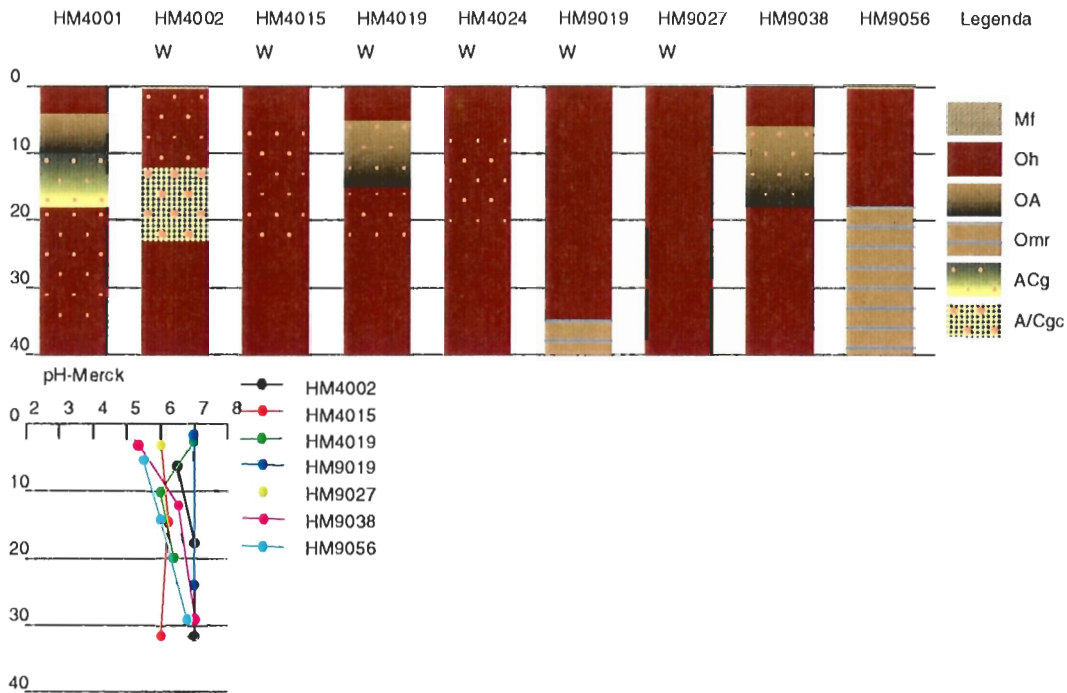 HM4001 HM4002 HM4015 HM4019 HM4024 HM9019 HM9027 HM9038 HM9056 Legenda
W W W W W W
0
10
20
30
40
Mf
Oh
OA
Omr
ACg
A/Cgc
pH-Merck
2 3 4 5 6 7 8
0
10
20
30
40
HM4002
HM4015
HM4019
HM9019
HM9027
HM9038
HM9056